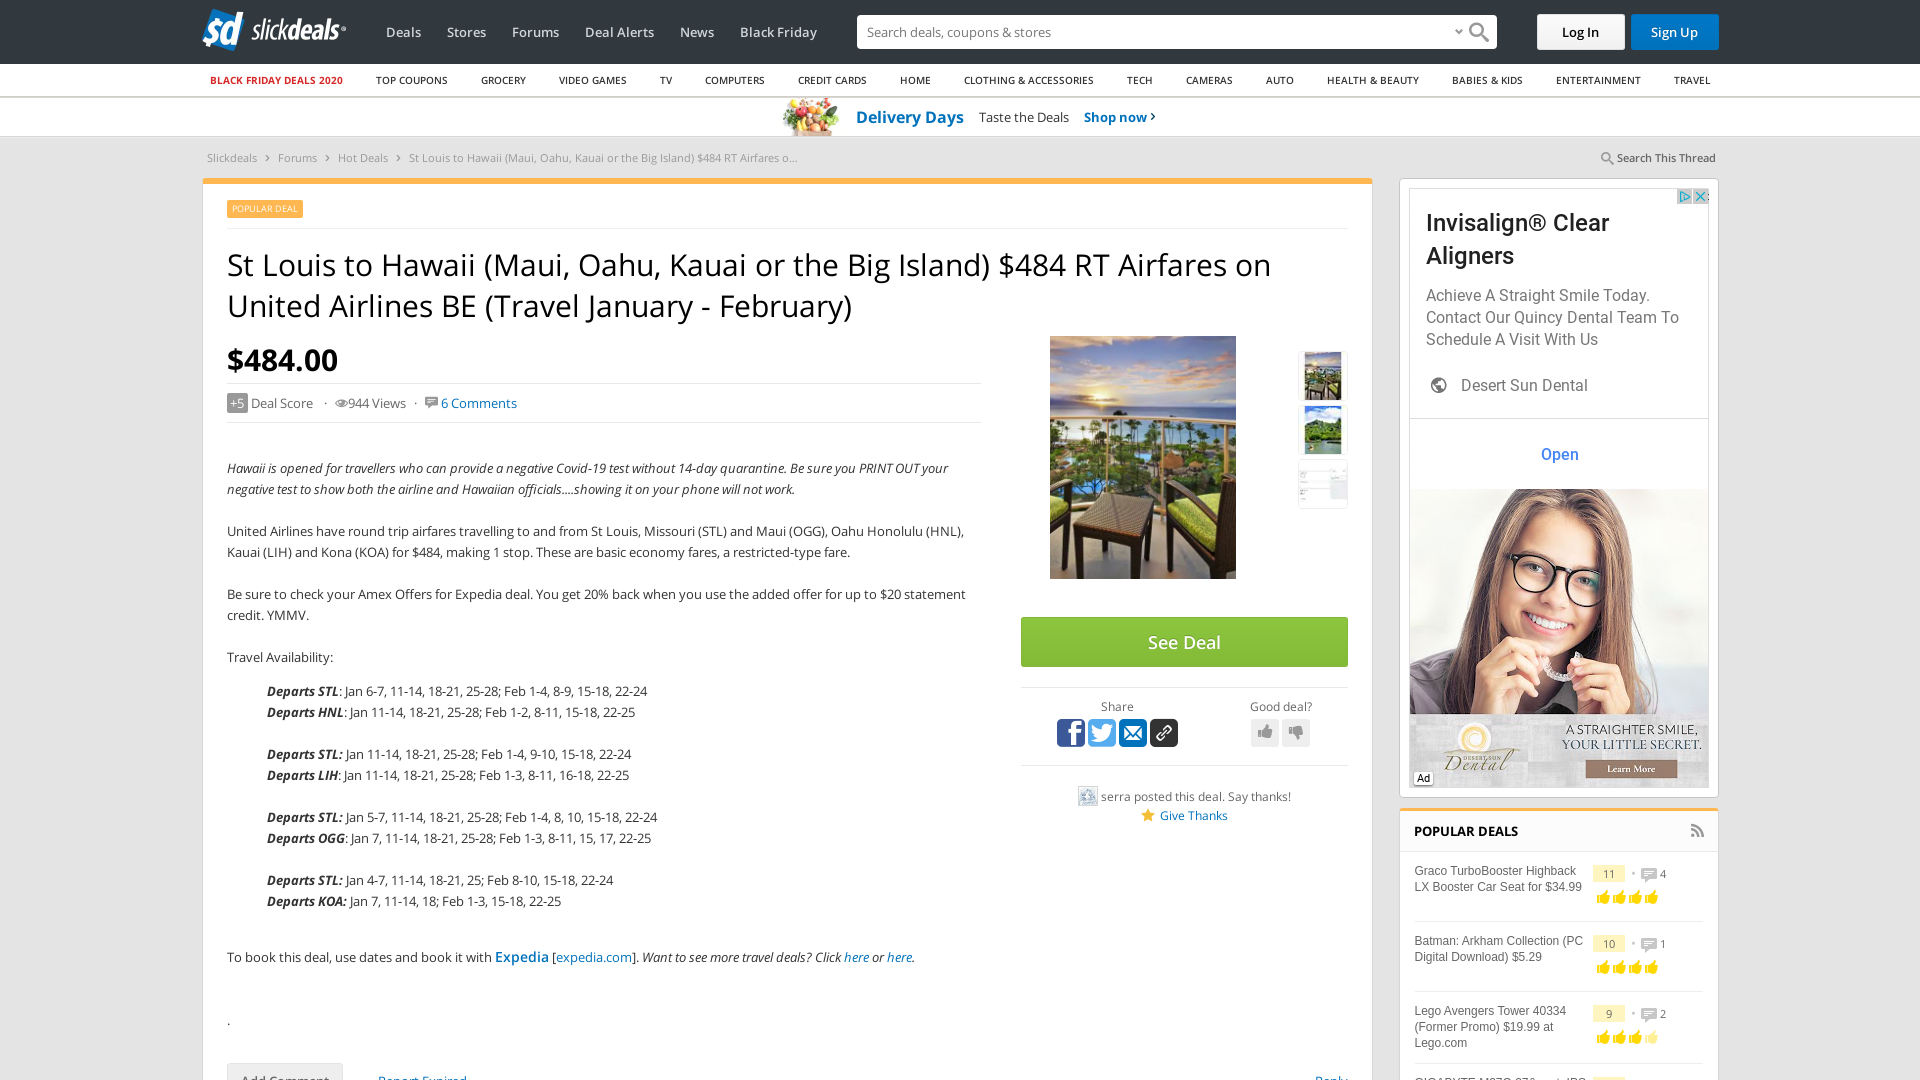 slickdeals
Deals Stores Forums Deal Alerts News Black Friday
Search deals, coupons & stores
Log In Sign Up
BLACK FRIDAY DEALS 2020 TOP COUPONS GROCERY VIDEO GAMES TV COMPUTERS CREDIT CARDS HOME CLOTHING & ACCESSORIES TECH CAMERAS AUTO HEALTH & BEAUTY BABIES & KIDS ENTERTAINMENT TRAVEL
Delivery Days Taste the Deals Shop now
Slickdeals Forums Hot Deals St Louis to Hawaii (Maui, Oahu, Kauai or the Big Island) $484 RT Airfares o...
Search This Thread
POPULAR DEAL
St Louis to Hawaii (Maui, Oahu, Kauai or the Big Island) $484 RT Airfares on
United Airlines BE (Travel January - February)
$484.00
+5 Deal Score · 944 Views · 6 Comments
Hawaii is opened for travellers who can provide a negative Covid-19 test without 14-day quarantine. Be sure you PRINT OUT your
negative test to show both the airline and Hawaiian officials....showing it on your phone will not work.
United Airlines have round trip airfares travelling to and from St Louis, Missouri (STL) and Maui (OGG), Oahu Honolulu (HNL),
Kauai (LIH) and Kona (KOA) for $484, making 1 stop. These are basic economy fares, a restricted-type fare.
Be sure to check your Amex Offers for Expedia deal. You get 20% back when you use the added offer for up to $20 statement
credit. YMMV.
Travel Availability:
Departs STL: Jan 6-7, 11-14, 18-21, 25-28; Feb 1-4, 8-9, 15-18, 22-24
Departs HNL: Jan 11-14, 18-21, 25-28; Feb 1-2, 8-11, 15-18, 22-25
Departs STL: Jan 11-14, 18-21, 25-28; Feb 1-4, 9-10, 15-18, 22-24
Departs LIH: Jan 11-14, 18-21, 25-28; Feb 1-3, 8-11, 16-18, 22-25
Departs STL: Jan 5-7, 11-14, 18-21, 25-28; Feb 1-4, 8, 10, 15-18, 22-24
Departs OGG: Jan 7, 11-14, 18-21, 25-28; Feb 1-3, 8-11, 15, 17, 22-25
Departs STL: Jan 4-7, 11-14, 18-21, 25; Feb 8-10, 15-18, 22-24
Departs KOA: Jan 7, 11-14, 18; Feb 1-3, 15-18, 22-25
To book this deal, use dates and book it with Expedia [expedia.com]. Want to see more travel deals? Click here or here.
.
Add Comment Report Expired Reply
See Deal
Share Good deal?
serra posted this deal. Say thanks!
Give Thanks
Invisalign® Clear
Aligners
Achieve A Straight Smile Today.
Contact Our Quincy Dental Team To
Schedule A Visit With Us
Desert Sun Dental
Open
A STRAIGHTER SMILE,
YOUR LITTLE SECRET.
DESERT SUN
Dental
Learn More
Ad
POPULAR DEALS
Graco TurboBooster Highback
LX Booster Car Seat for $34.99
11 · 4
Batman: Arkham Collection (PC
Digital Download) $5.29
10 · 1
Lego Avengers Tower 40334
(Former Promo) $19.99 at
Lego.com
9 · 2